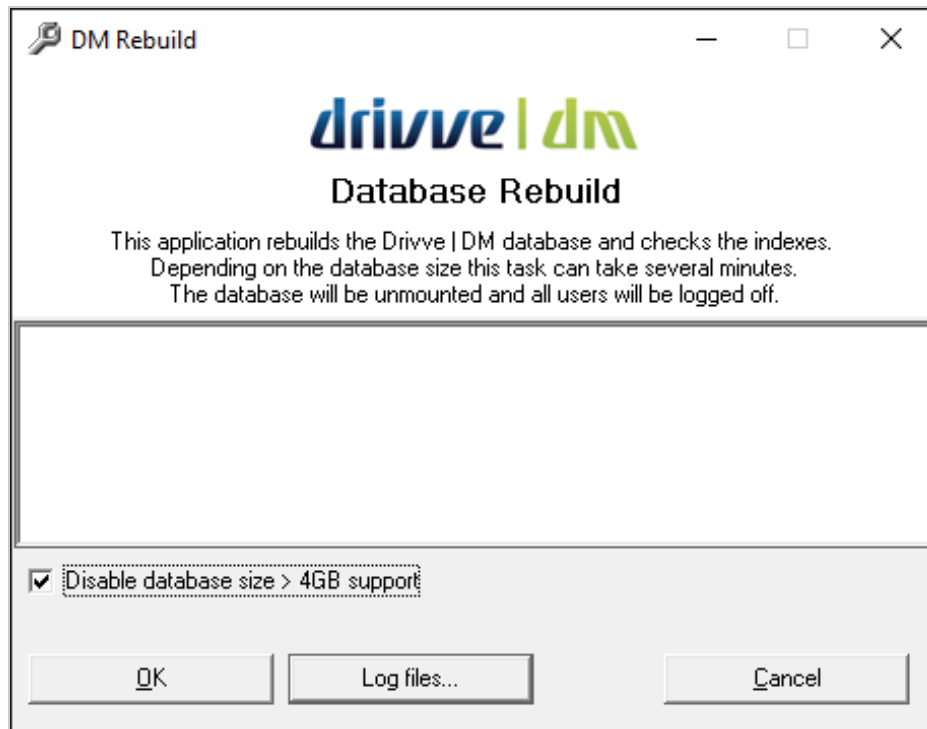 DM Rebuild
drivve | dm
Database Rebuild
This application rebuilds the Drivve | DM database and checks the indexes.
Depending on the database size this task can take several minutes.
The database will be unmounted and all users will be logged off.
Disable database size > 4GB support
OK
Log files...
Cancel